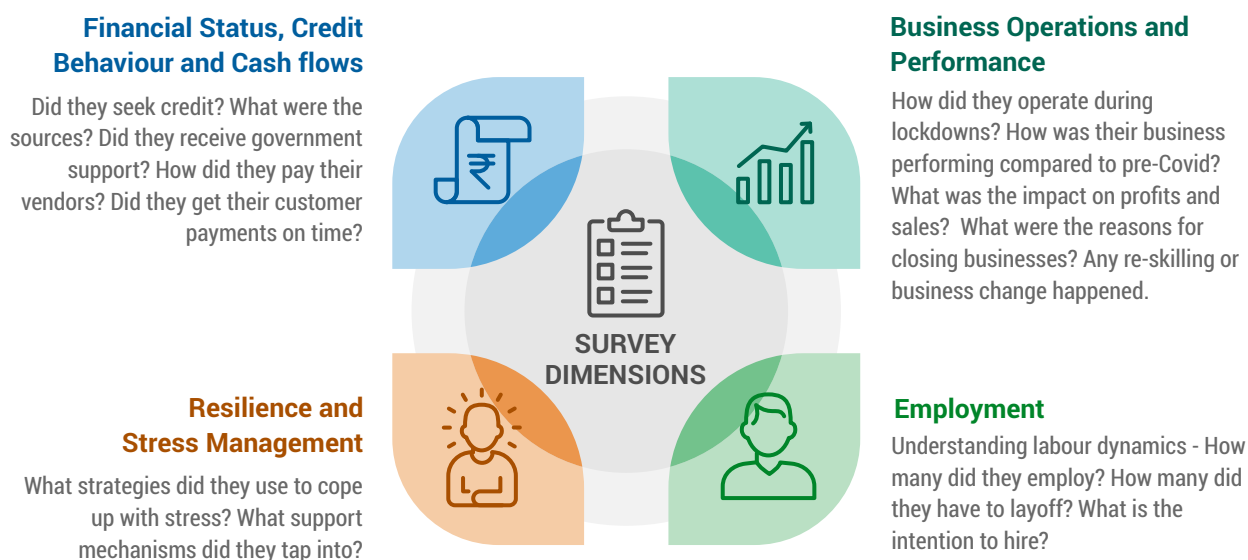 Financial Status, Credit
Behaviour and Cash flows
Did they seek credit? What were the
sources? Did they receive government
support? How did they pay their
vendors? Did they get their customer
payments on time?
Business Operations and
Performance
How did they operate during
lockdowns? How was their business
performing compared to pre-Covid?
What was the impact on profits and
sales?  What were the reasons for
closing businesses? Any re-skilling or
business change happened.
₹
SURVEY
DIMENSIONS
Resilience and
Stress Management
What strategies did they use to cope
up with stress? What support
mechanisms did they tap into?
Employment
Understanding labour dynamics - How
many did they employ? How many did
they have to layoff? What is the
intention to hire?